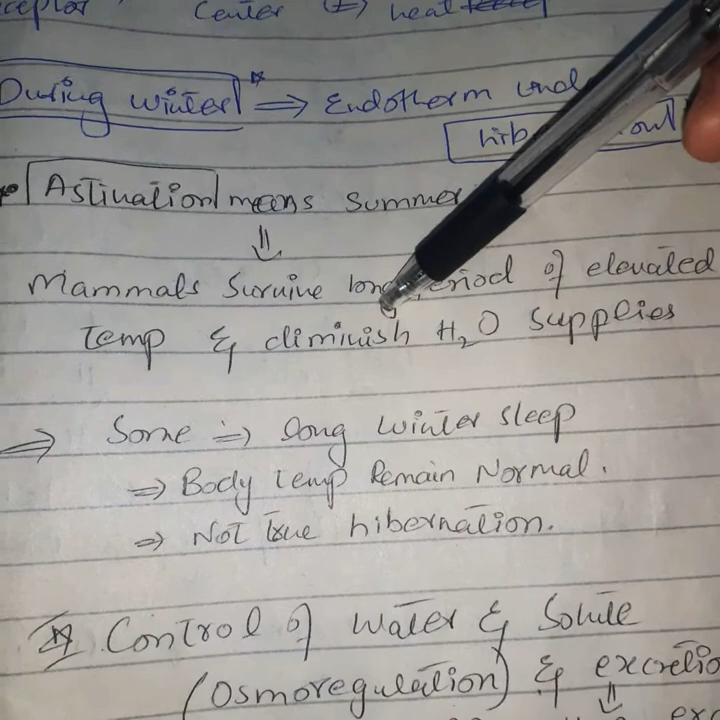 Center (±) heat
During winter ⇒ Endotherm
Astivation means summer
⇓
Mammals Survive long period of elevated
temp & diminish H₂O supplies
⇒ Some ⇒ Long winter sleep
⇒ Body temp Remain Normal.
⇒ Not true hibernation.
Control of water & Solute
(Osmoregulation) & excretio
⇓